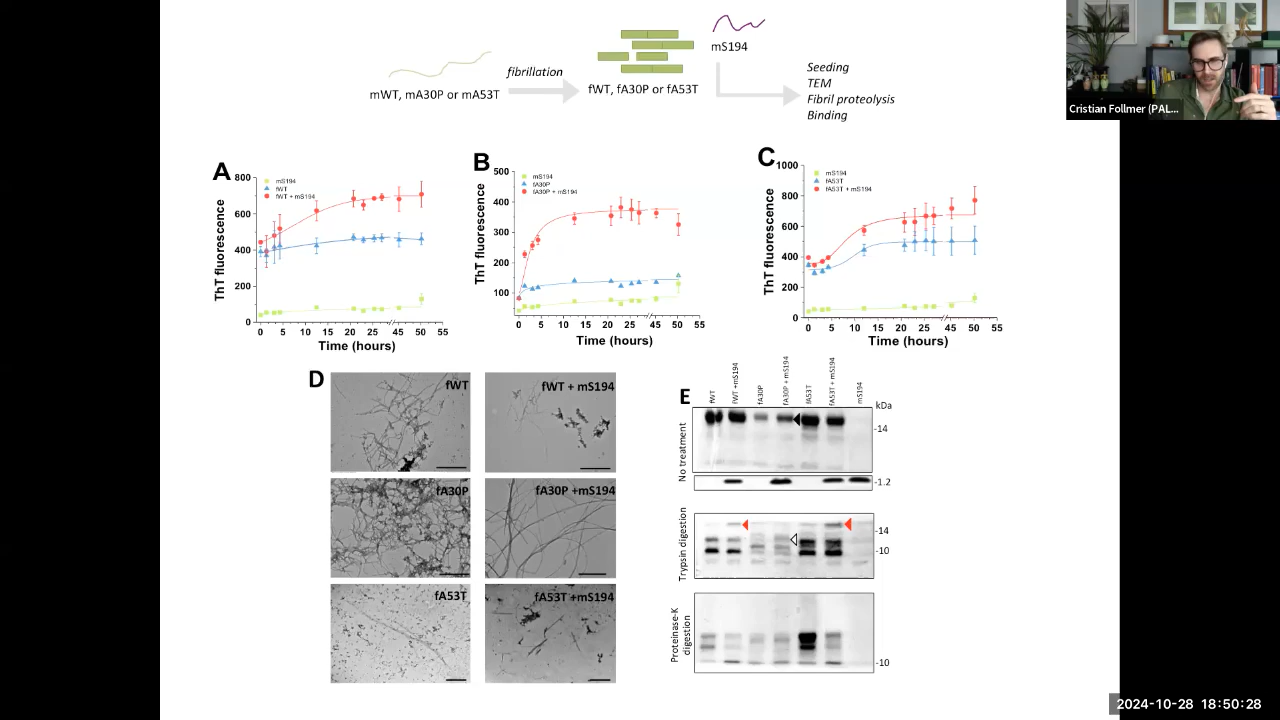 mS194
fibrillation
mWT, mA30P or mA53T
fWT, fA30P or fA53T
Seeding
TEM
Fibril proteolysis
Binding
Cristian Follmer (PAL...
A
mS194
fWT
fWT + mS194
ThT fluorescence
800
600
400
200
0
0 5 10 15 20 25 45 50 55
Time (hours)
B
mS194
fA30P
fA30P + mS194
ThT fluorescence
500
400
300
200
100
0 5 10 15 20 25 45 50 55
Time (hours)
C
mS194
fA53T
fA53T + mS194
ThT fluorescence
1000
800
600
400
200
0
0 5 10 15 20 25 45 50 55
Time (hours)
D
fWT
fWT + mS194
fA30P
fA30P +mS194
fA53T
fA53T +mS194
E
fWT
fWT +mS194
fA30P
fA30P + mS194
fA53T
fA53T + mS194
mS194
kDa
No treatment
-14
-1.2
Trypsin digestion
-14
-10
Proteinase-K
digestion
-10
2024-10-28 18:50:28